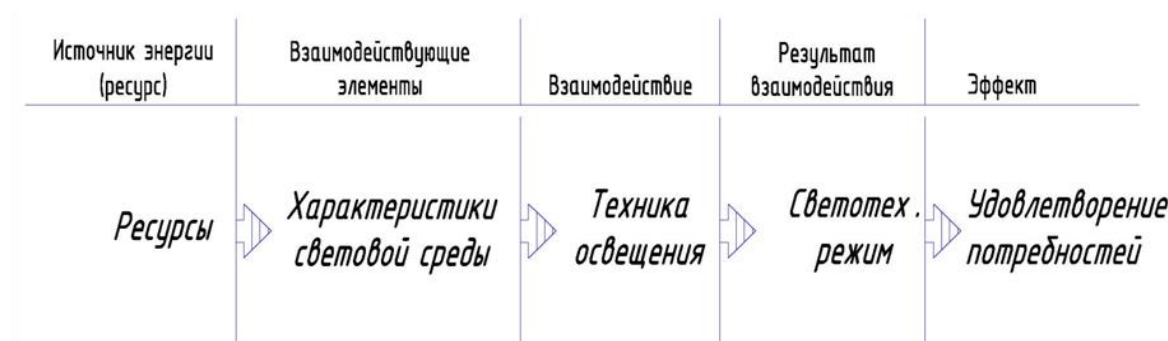 Источник энергии
(ресурс)
Взаимодействующие
элементы
Взаимодействие
Результат
взаимодействия
Эффект
Ресурсы
Характеристики
световой среды
Техника
освещения
Светотех.
режим
Удовлетворение
потребностей